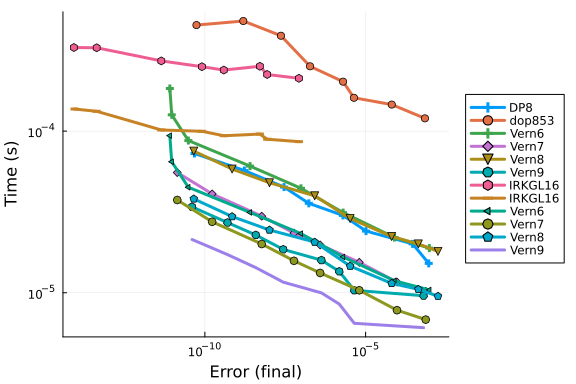 Time (s)
10⁻⁴
10⁻⁵
10⁻¹⁰
10⁻⁵
Error (final)
DP8
dop853
Vern6
Vern7
Vern8
Vern9
IRKGL16
IRKGL16
Vern6
Vern7
Vern8
Vern9